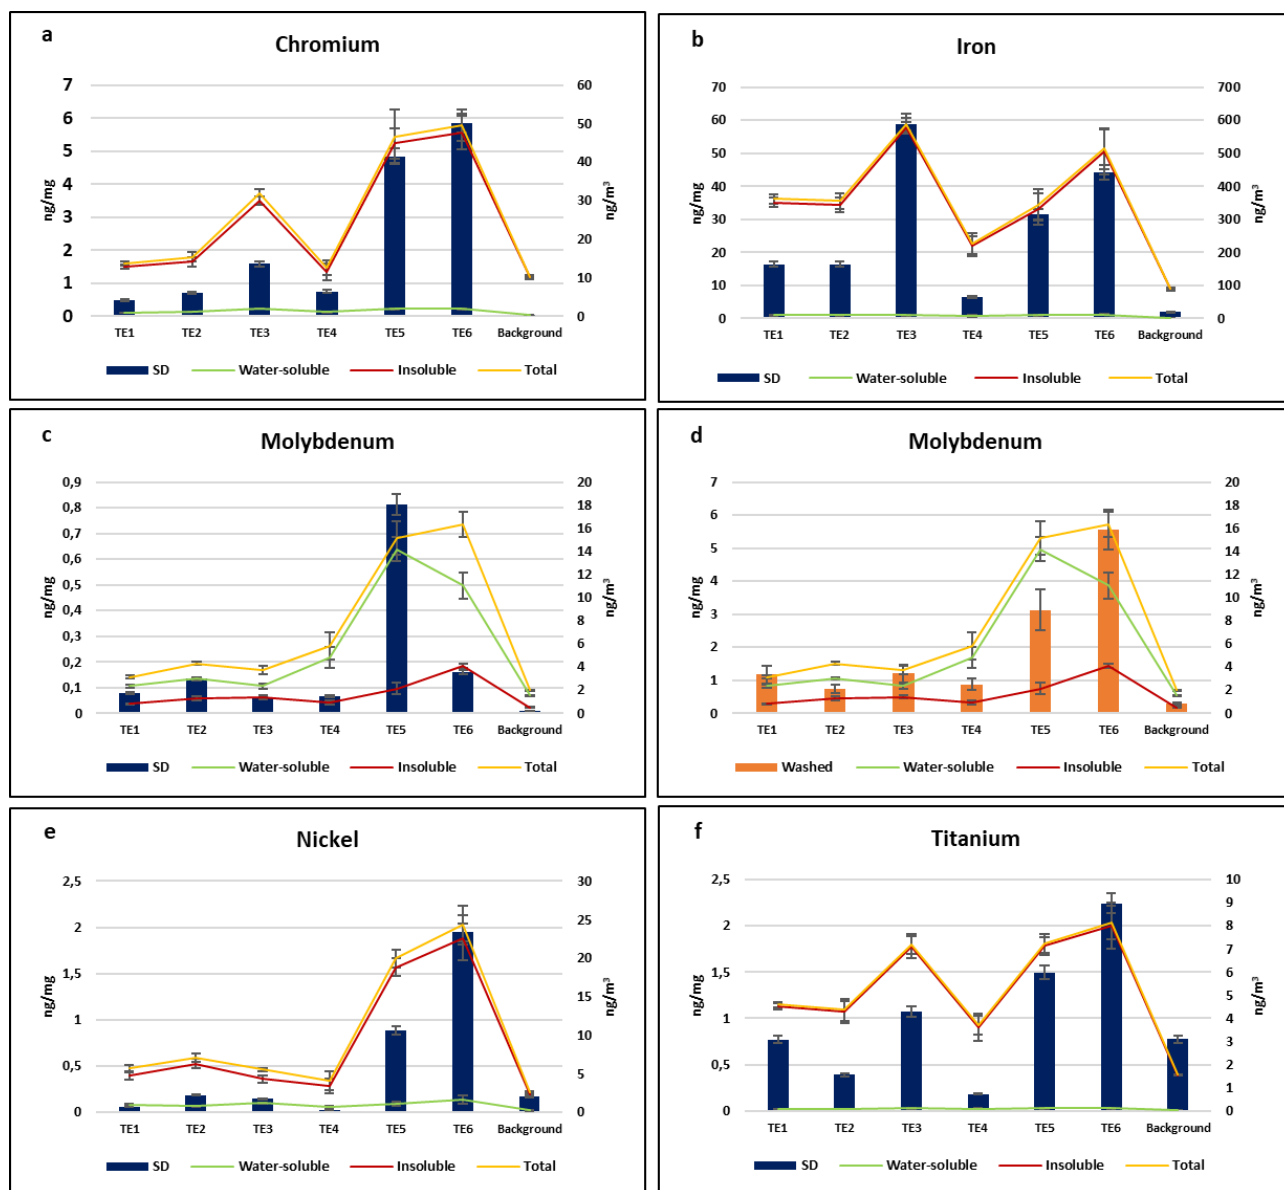 a
Chromium
7
6
5
4
3
2
1
0
ng/mg
60
50
40
30
20
10
0
ng/m³
TE1 TE2 TE3 TE4 TE5 TE6 Background
SD Water-soluble Insoluble Total
b
Iron
70
60
50
40
30
20
10
0
ng/mg
700
600
500
400
300
200
100
0
ng/m³
TE1 TE2 TE3 TE4 TE5 TE6 Background
SD Water-soluble Insoluble Total
c
Molybdenum
0,9
0,8
0,7
0,6
0,5
0,4
0,3
0,2
0,1
0
ng/mg
20
18
16
14
12
10
8
6
4
2
0
ng/m³
TE1 TE2 TE3 TE4 TE5 TE6 Background
SD Water-soluble Insoluble Total
d
Molybdenum
7
6
5
4
3
2
1
0
ng/mg
20
18
16
14
12
10
8
6
4
2
0
ng/m³
TE1 TE2 TE3 TE4 TE5 TE6 Background
Washed Water-soluble Insoluble Total
e
Nickel
2,5
2
1,5
1
0,5
0
ng/mg
30
25
20
15
10
5
0
ng/m³
TE1 TE2 TE3 TE4 TE5 TE6 Background
SD Water-soluble Insoluble Total
f
Titanium
2,5
2
1,5
1
0,5
0
ng/mg
10
9
8
7
6
5
4
3
2
1
0
ng/m³
TE1 TE2 TE3 TE4 TE5 TE6 Background
SD Water-soluble Insoluble Total